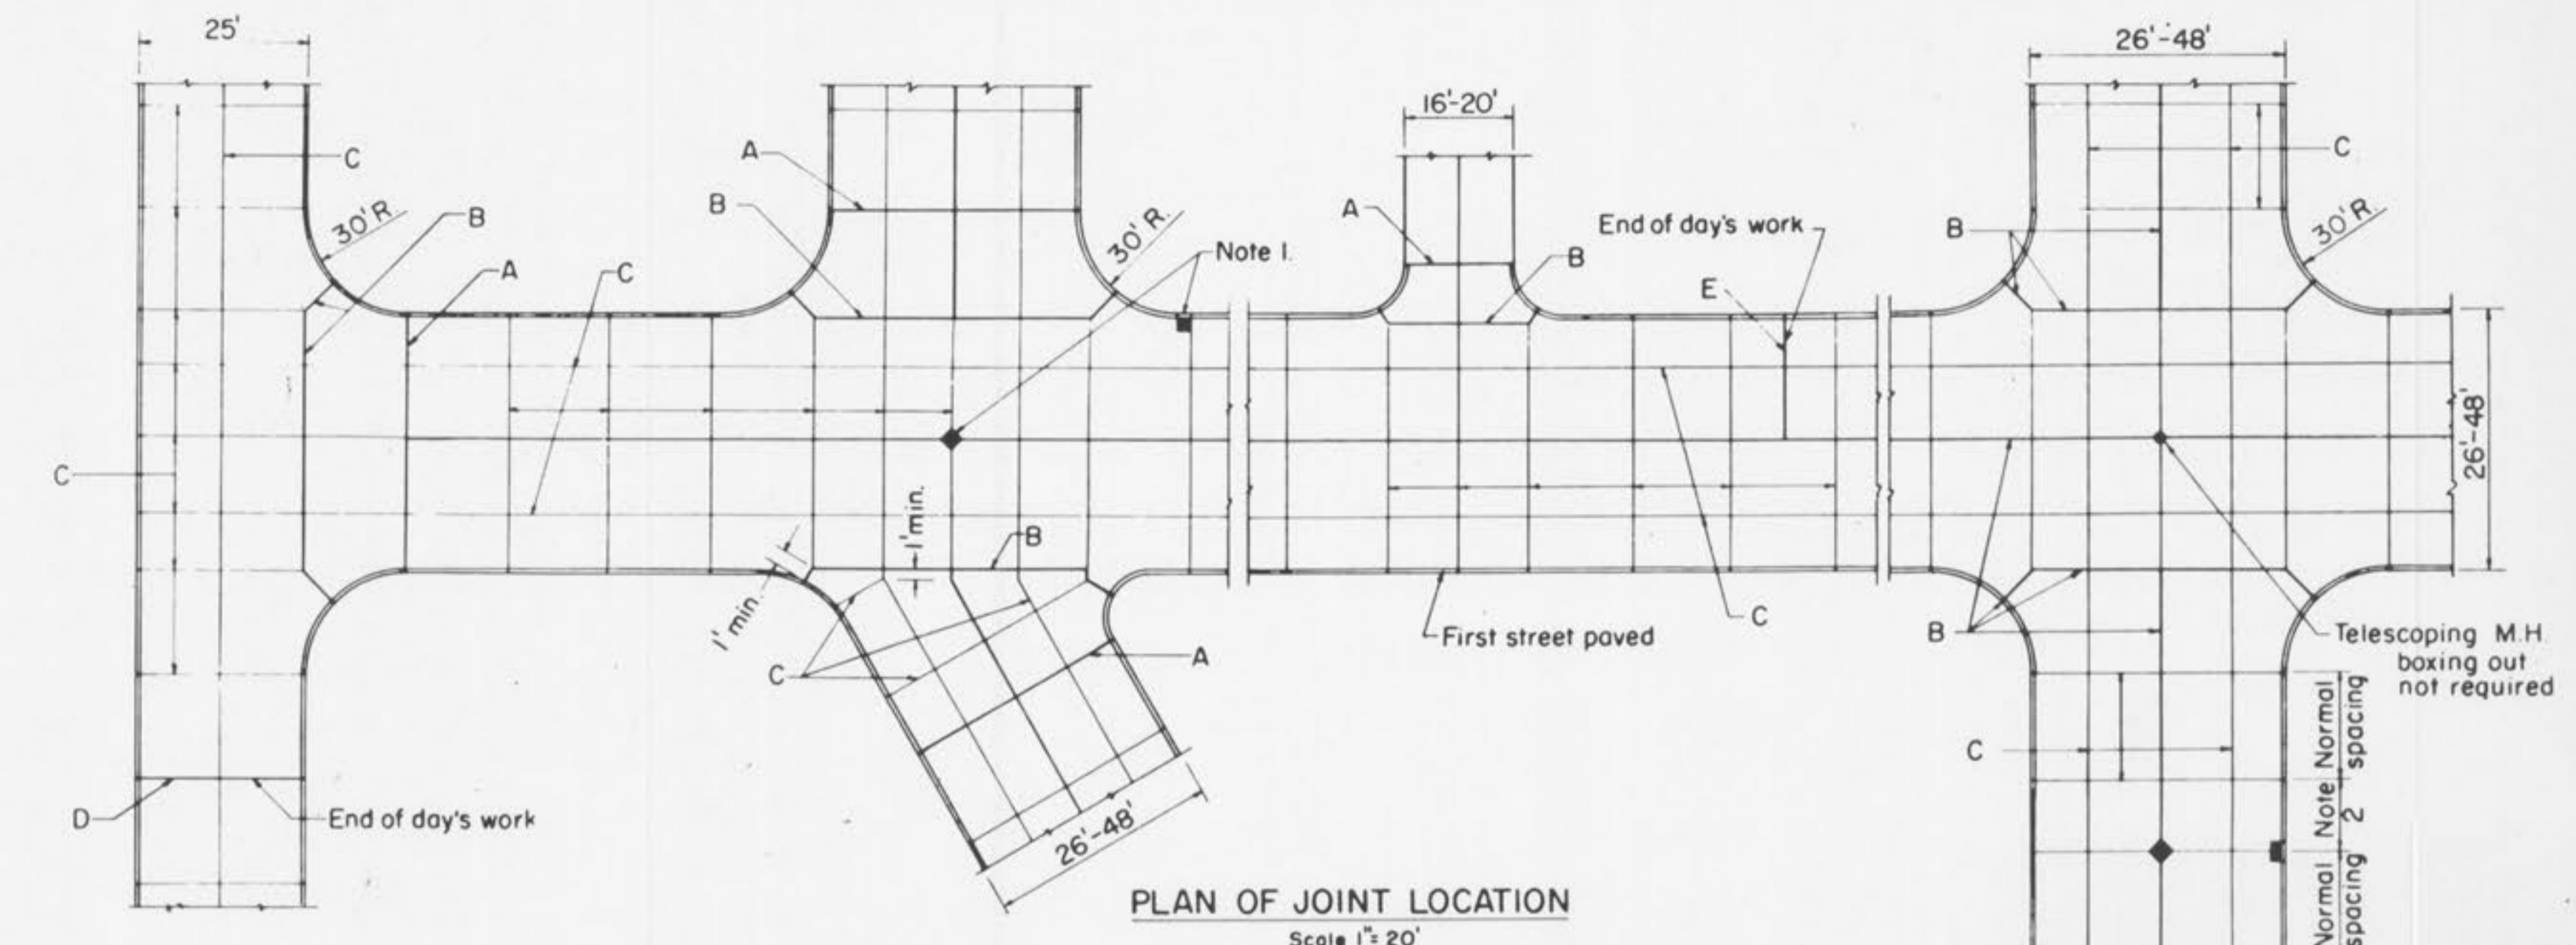 25'
26'-48'
16'-20'
C
A
C
B
B
A
30' R.
B
30' R.
30' R.
End of day's work
B
Note 1.
B
A
C
E
26'-48'
C
1' min.
B
1' min.
First street paved
C
B
Telescoping M.H.
boxing out
not required
A
C
C
Normal spacing
Note 2
Normal spacing
D
End of day's work
26'-48'
PLAN OF JOINT LOCATION
Scale 1"= 20'